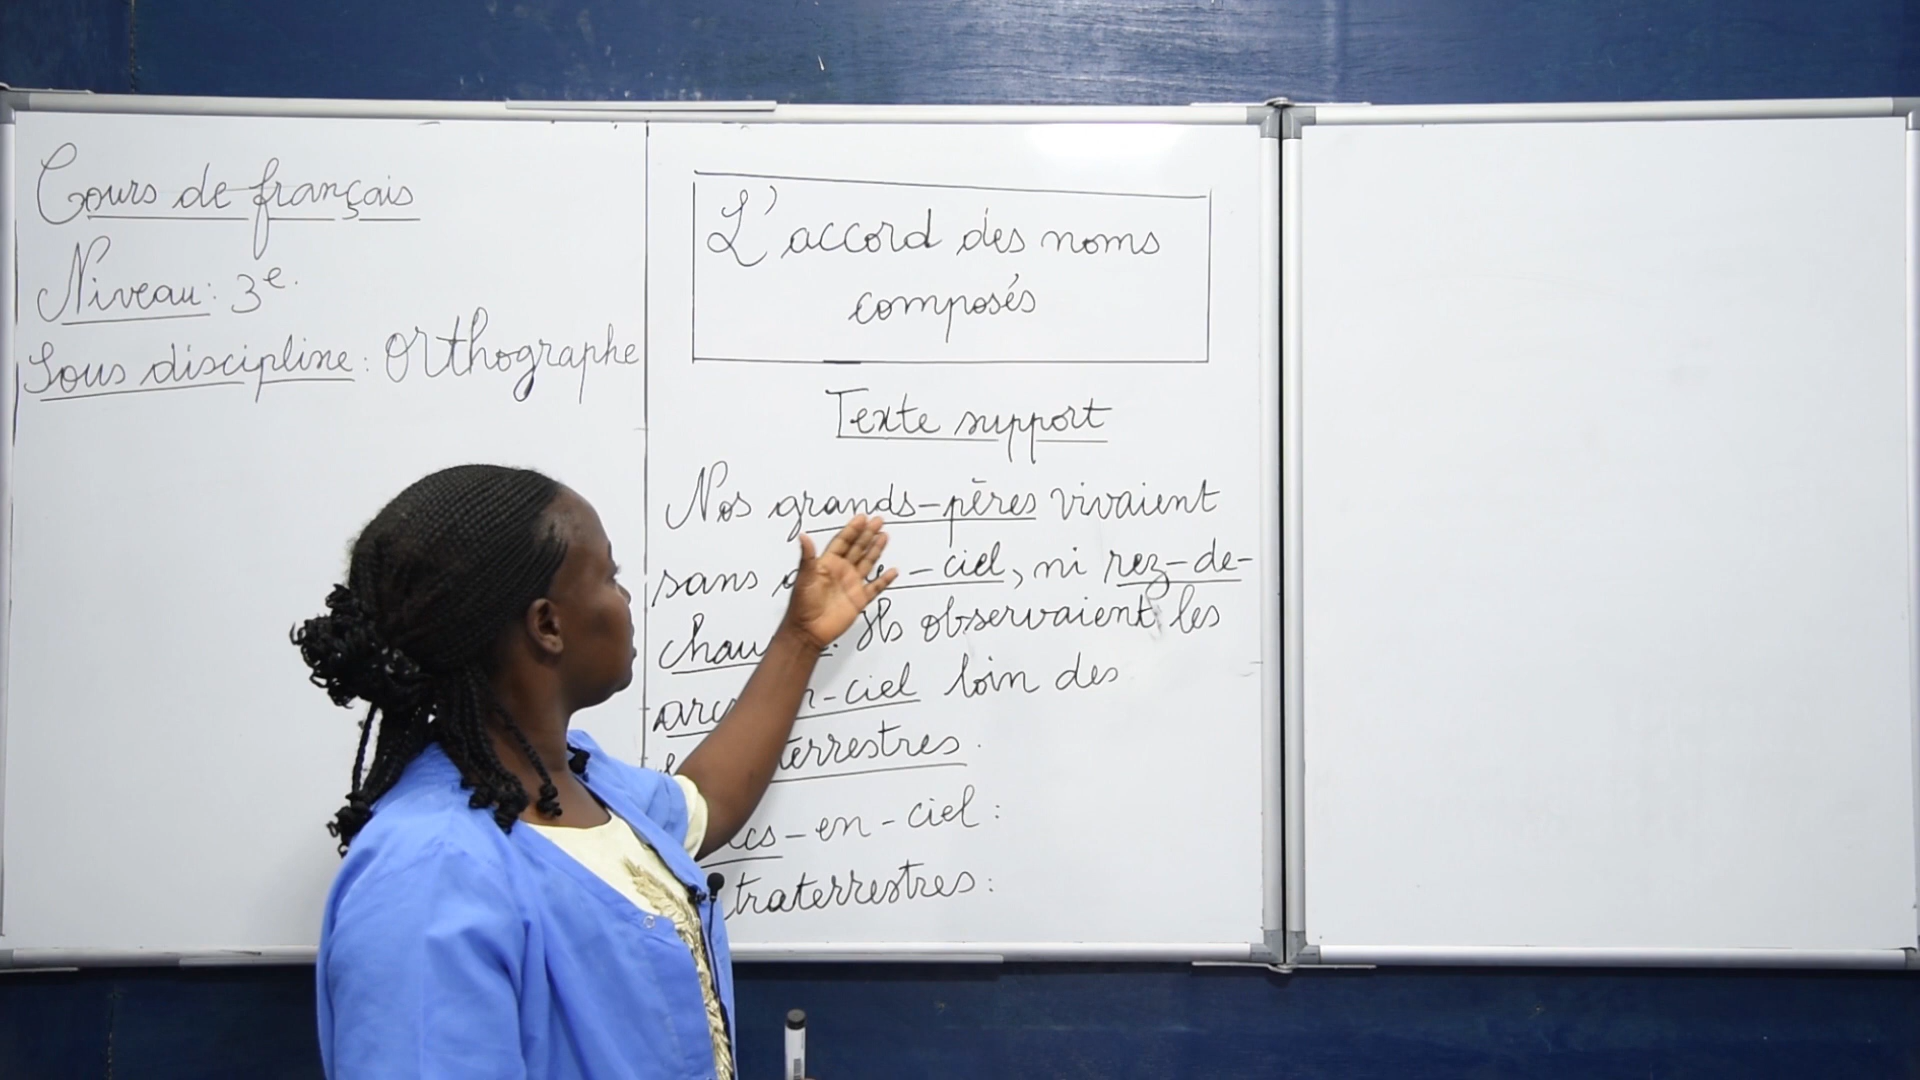 Cours de français
Niveau: 3e.
Sous discipline: Orthographe
L'accord des noms
composés
Texte support
Nos grands-pères vivaient
sans -ciel, ni rez-de-
Ils observaient les
-ciel loin des
terrestres.
cs-en-ciel:
traterrestres: